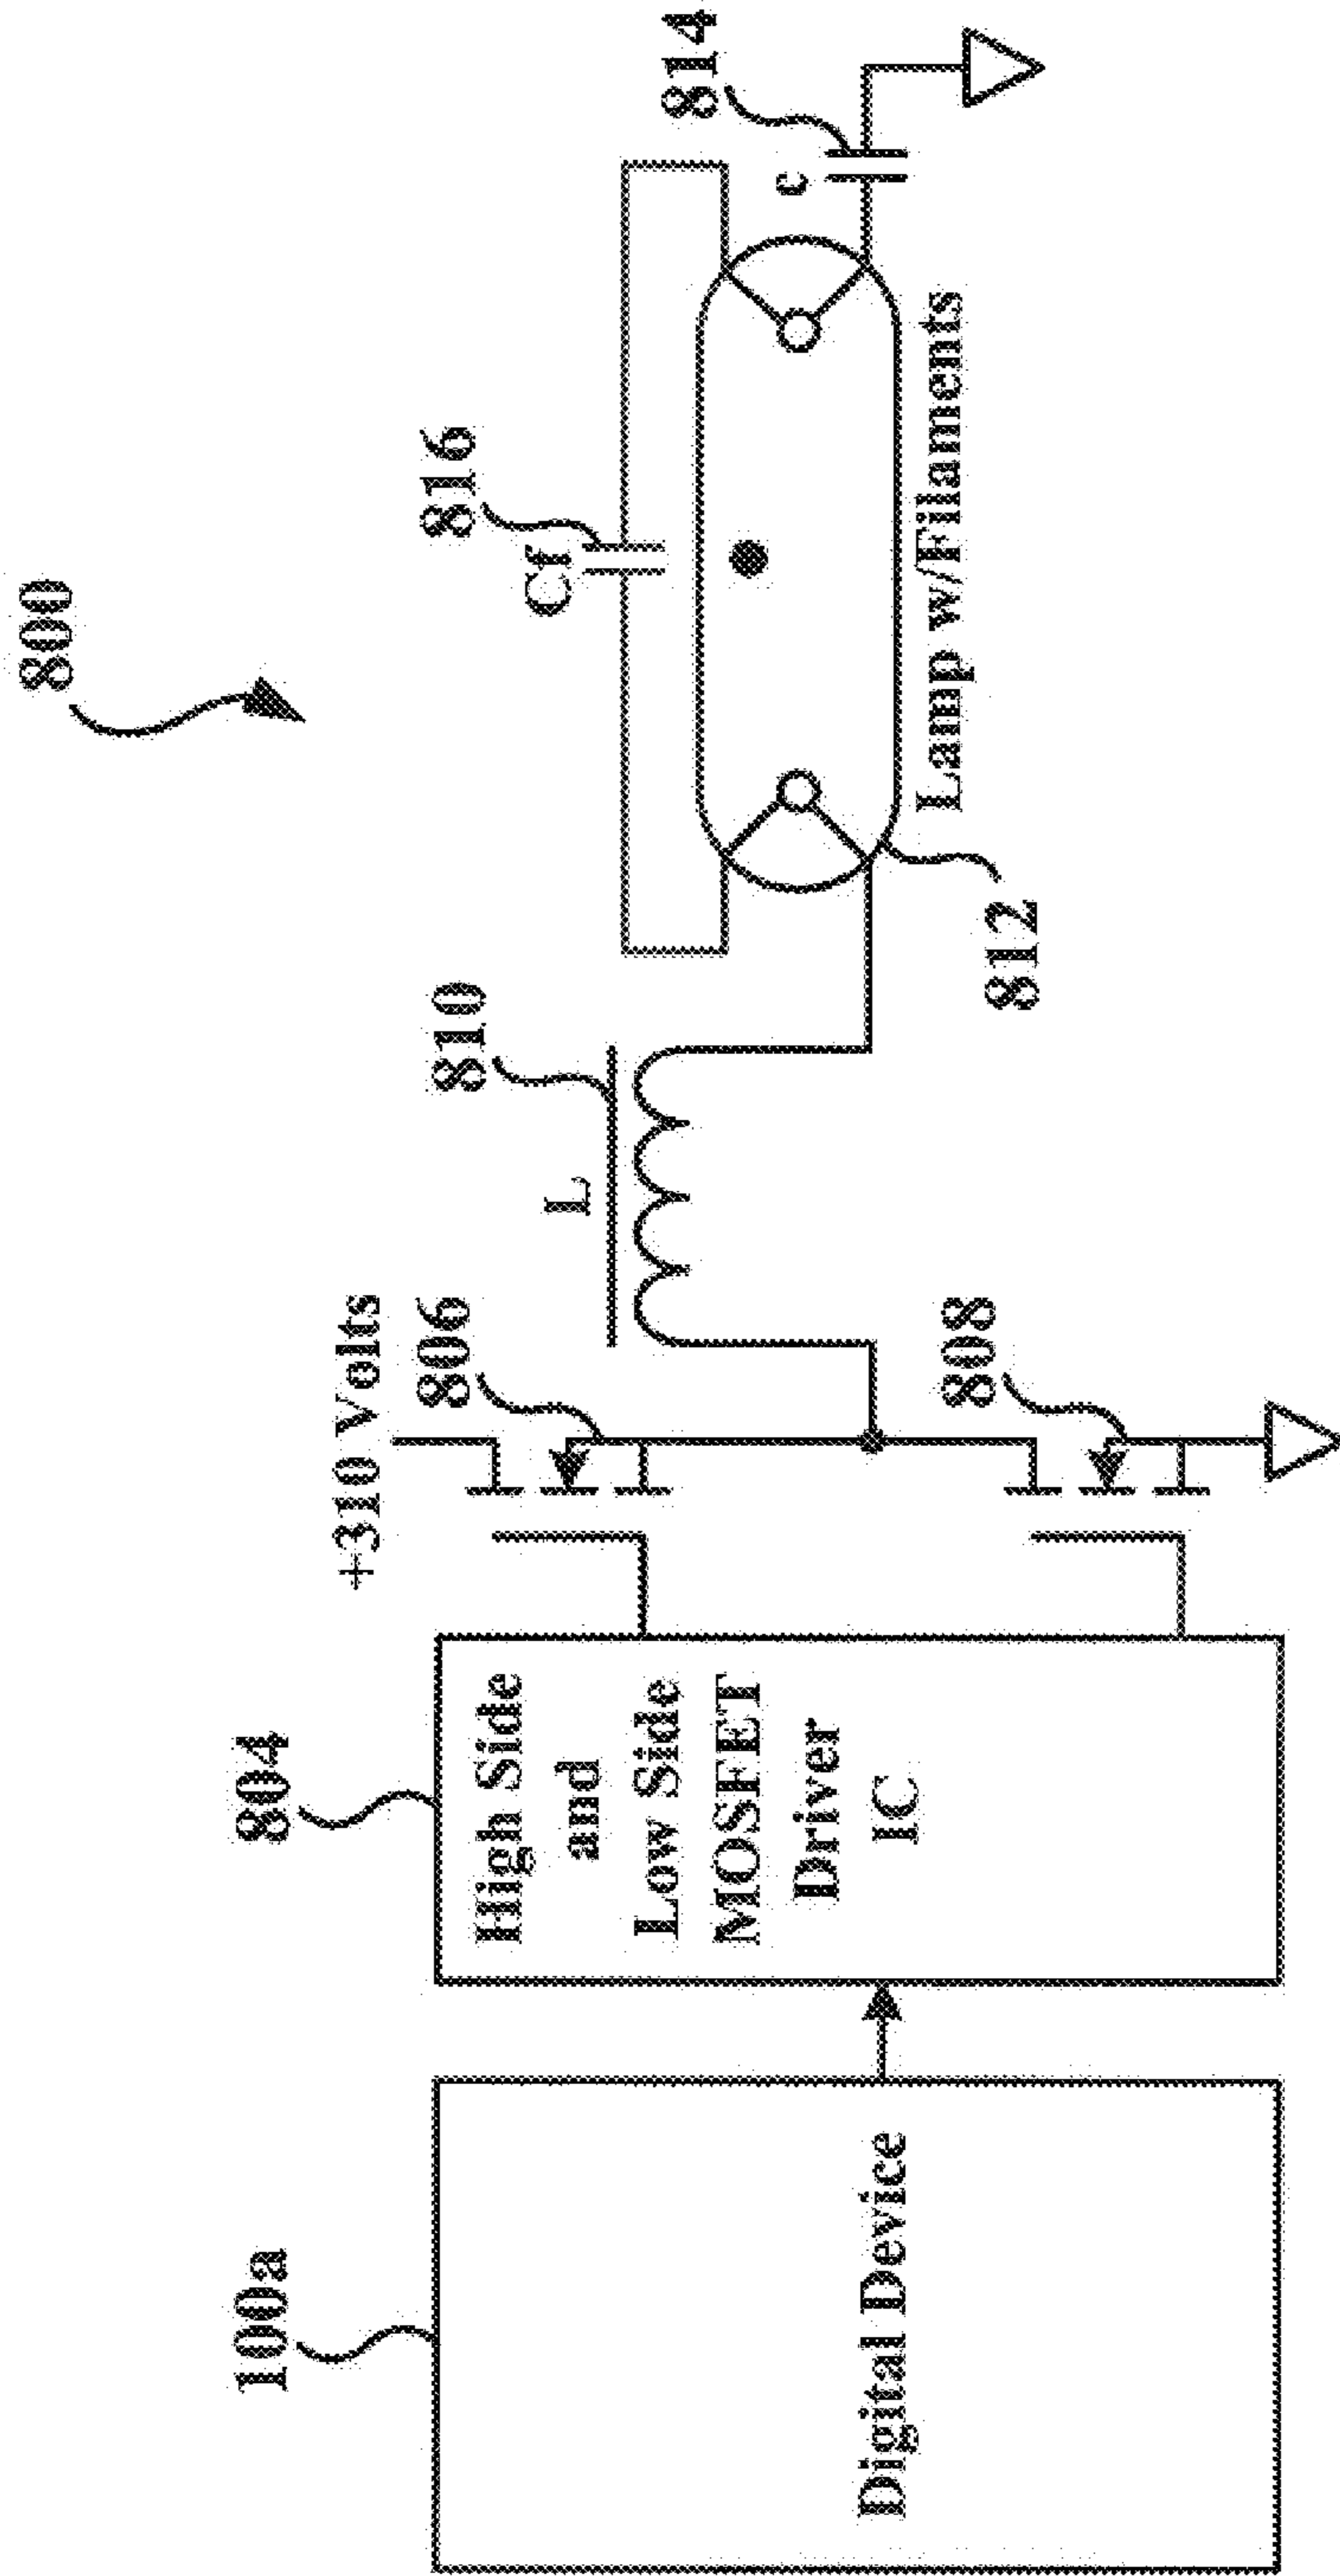 800
100a
Digital Device
804
High Side
and
Low Side
MOSFET
Driver
IC
+310 Volts
806
808
L
810
Cf
816
812
Lamp w/Filaments
c
814